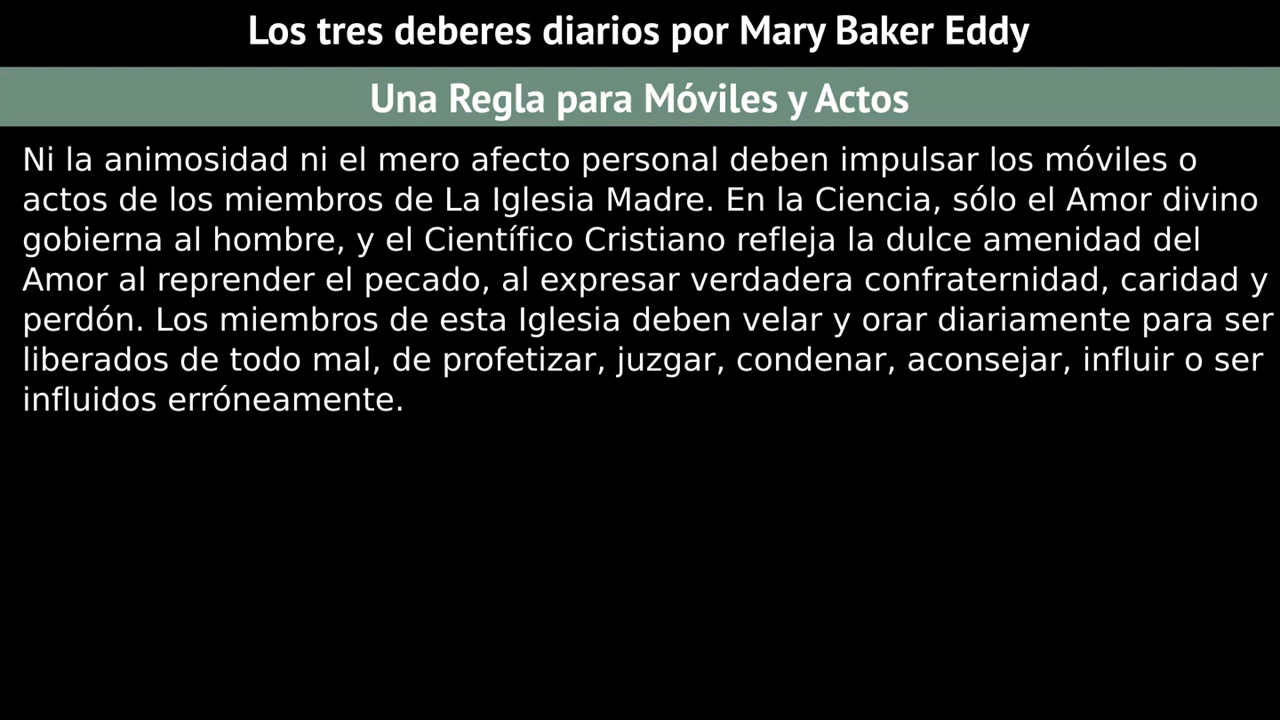 Los tres deberes diarios por Mary Baker Eddy
Una Regla para Móviles y Actos
Ni la animosidad ni el mero afecto personal deben impulsar los móviles o
actos de los miembros de La Iglesia Madre. En la Ciencia, sólo el Amor divino
gobierna al hombre, y el Científico Cristiano refleja la dulce amenidad del
Amor al reprender el pecado, al expresar verdadera confraternidad, caridad y
perdón. Los miembros de esta Iglesia deben velar y orar diariamente para ser
liberados de todo mal, de profetizar, juzgar, condenar, aconsejar, influir o ser
influidos erróneamente.